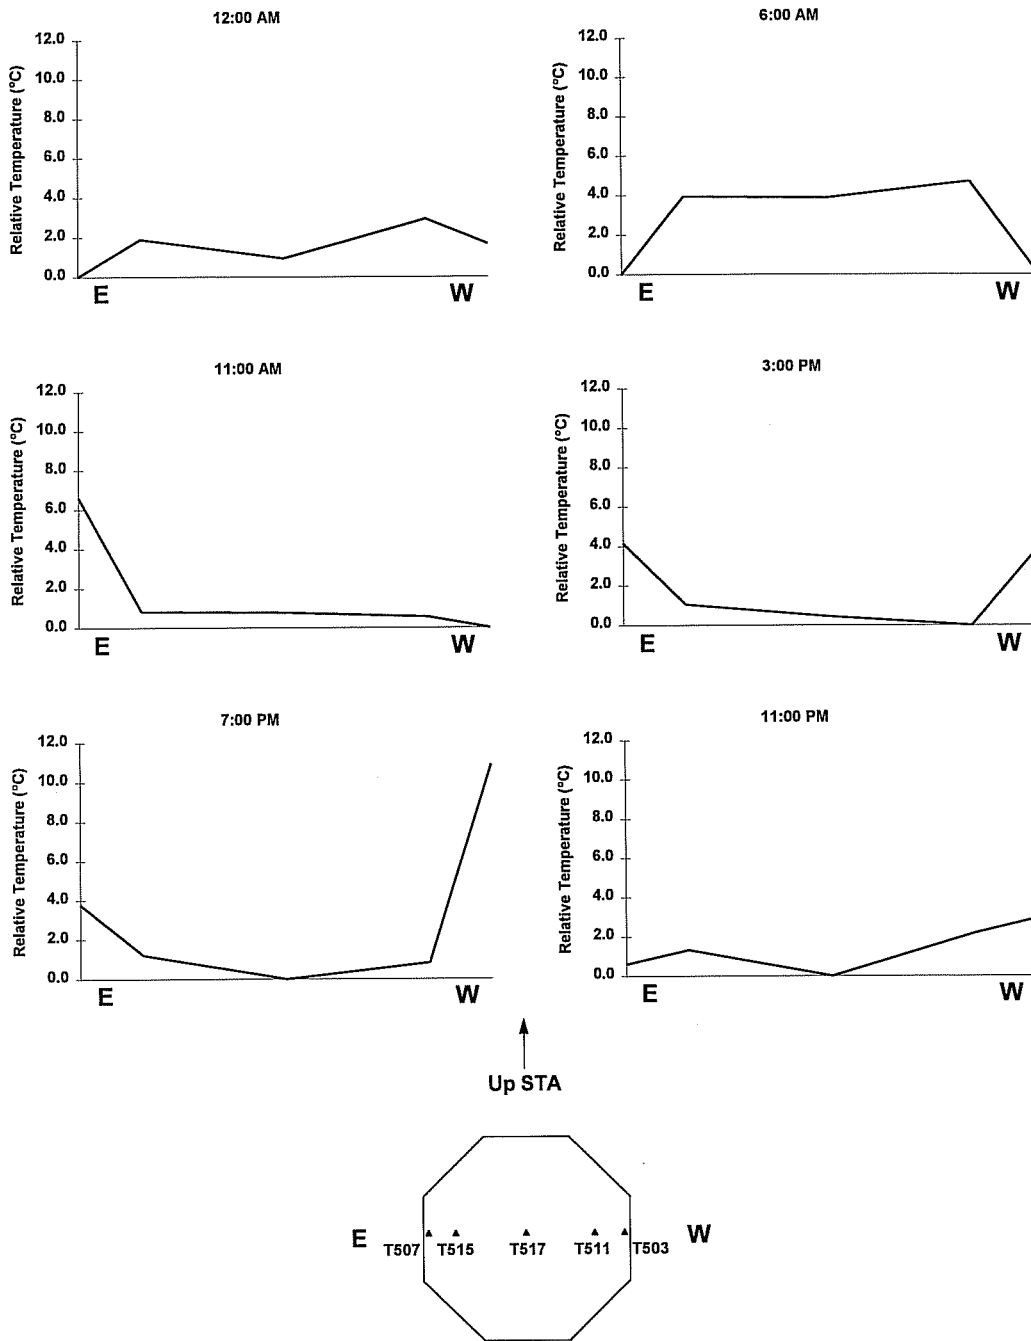 12:00 AM
Relative Temperature (°C)
12.0
10.0
8.0
6.0
4.0
2.0
0.0
E
W
6:00 AM
Relative Temperature (°C)
12.0
10.0
8.0
6.0
4.0
2.0
0.0
E
W
11:00 AM
Relative Temperature (°C)
12.0
10.0
8.0
6.0
4.0
2.0
0.0
E
W
3:00 PM
Relative Temperature (°C)
12.0
10.0
8.0
6.0
4.0
2.0
0.0
E
W
7:00 PM
Relative Temperature (°C)
12.0
10.0
8.0
6.0
4.0
2.0
0.0
E
W
11:00 PM
Relative Temperature (°C)
12.0
10.0
8.0
6.0
4.0
2.0
0.0
E
W
Up STA
E
T507 T515 T517 T511 T503
W